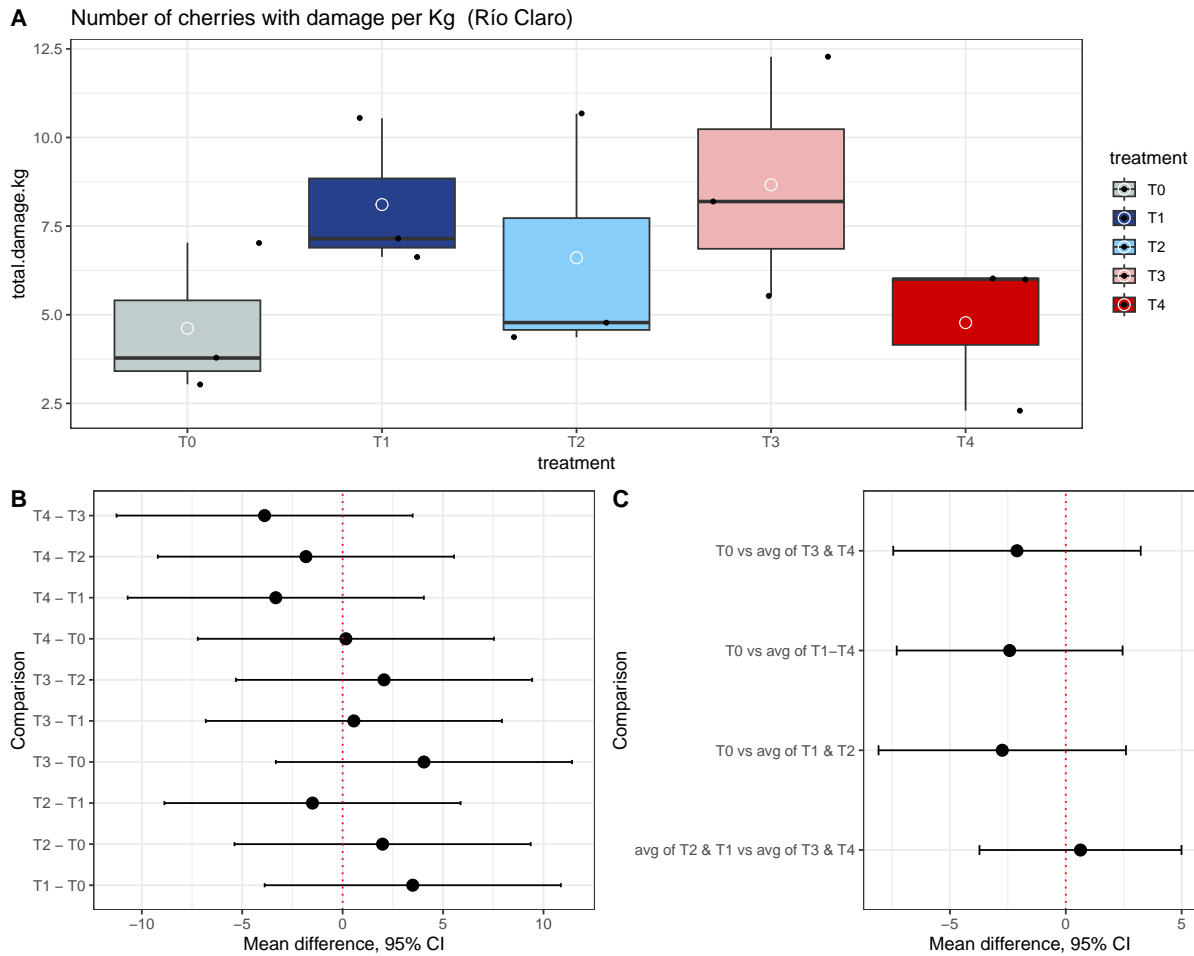 A
Number of cherries with damage per Kg  (Río Claro)
total.damage.kg
12.5
10.0
7.5
5.0
2.5
T0 T1 T2 T3 T4
treatment
treatment
T0
T1
T2
T3
T4
B
Comparison
T4 − T3
T4 − T2
T4 − T1
T4 − T0
T3 − T2
T3 − T1
T3 − T0
T2 − T1
T2 − T0
T1 − T0
−10 −5 0 5 10
Mean difference, 95% CI
C
Comparison
T0 vs avg of T3 & T4
T0 vs avg of T1−T4
T0 vs avg of T1 & T2
avg of T2 & T1 vs avg of T3 & T4
−5 0 5
Mean difference, 95% CI